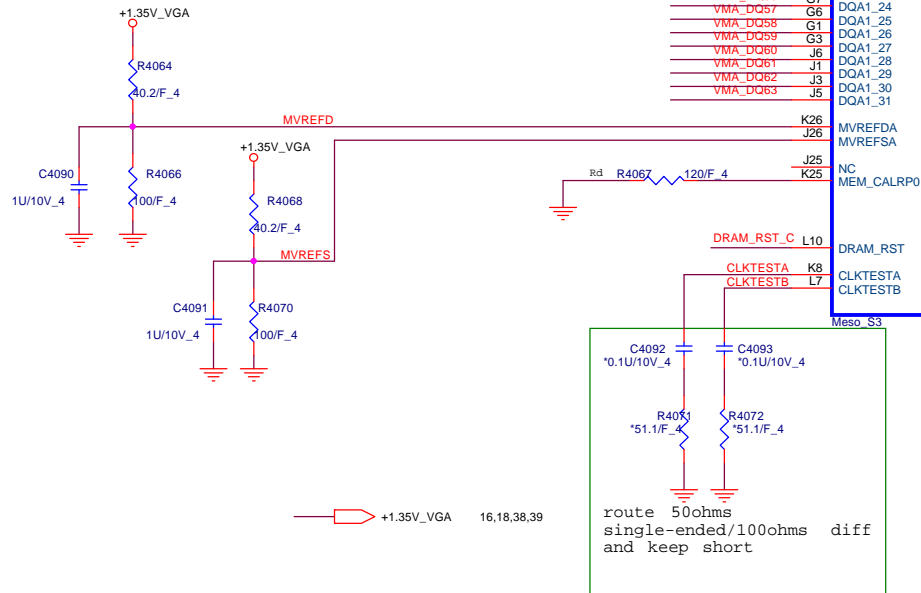 +1.35V_VGA
R4064
40.2/F_4
MVREFD
C4090
1U/10V_4
R4066
100/F_4
+1.35V_VGA
R4068
40.2/F_4
MVREFS
C4091
1U/10V_4
R4070
100/F_4
VMA_DQ57 G6 DQA1_25
VMA_DQ58 G1 DQA1_26
VMA_DQ59 G3 DQA1_27
VMA_DQ60 J6 DQA1_28
VMA_DQ61 J1 DQA1_29
VMA_DQ62 J3 DQA1_30
VMA_DQ63 J5 DQA1_31
DQA1_24
K26 MVREFDA
J26 MVREFSA
J25 NC
Rd R4067 120/F_4 K25 MEM_CALRP0
DRAM_RST_C L10 DRAM_RST
CLKTESTA K8 CLKTESTA
CLKTESTB L7 CLKTESTB
Meso_S3
C4092
*0.1U/10V_4
C4093
*0.1U/10V_4
R4071
*51.1/F_4
R4072
*51.1/F_4
+1.35V_VGA 16,18,38,39
route 50ohms
single-ended/100ohms diff
and keep short